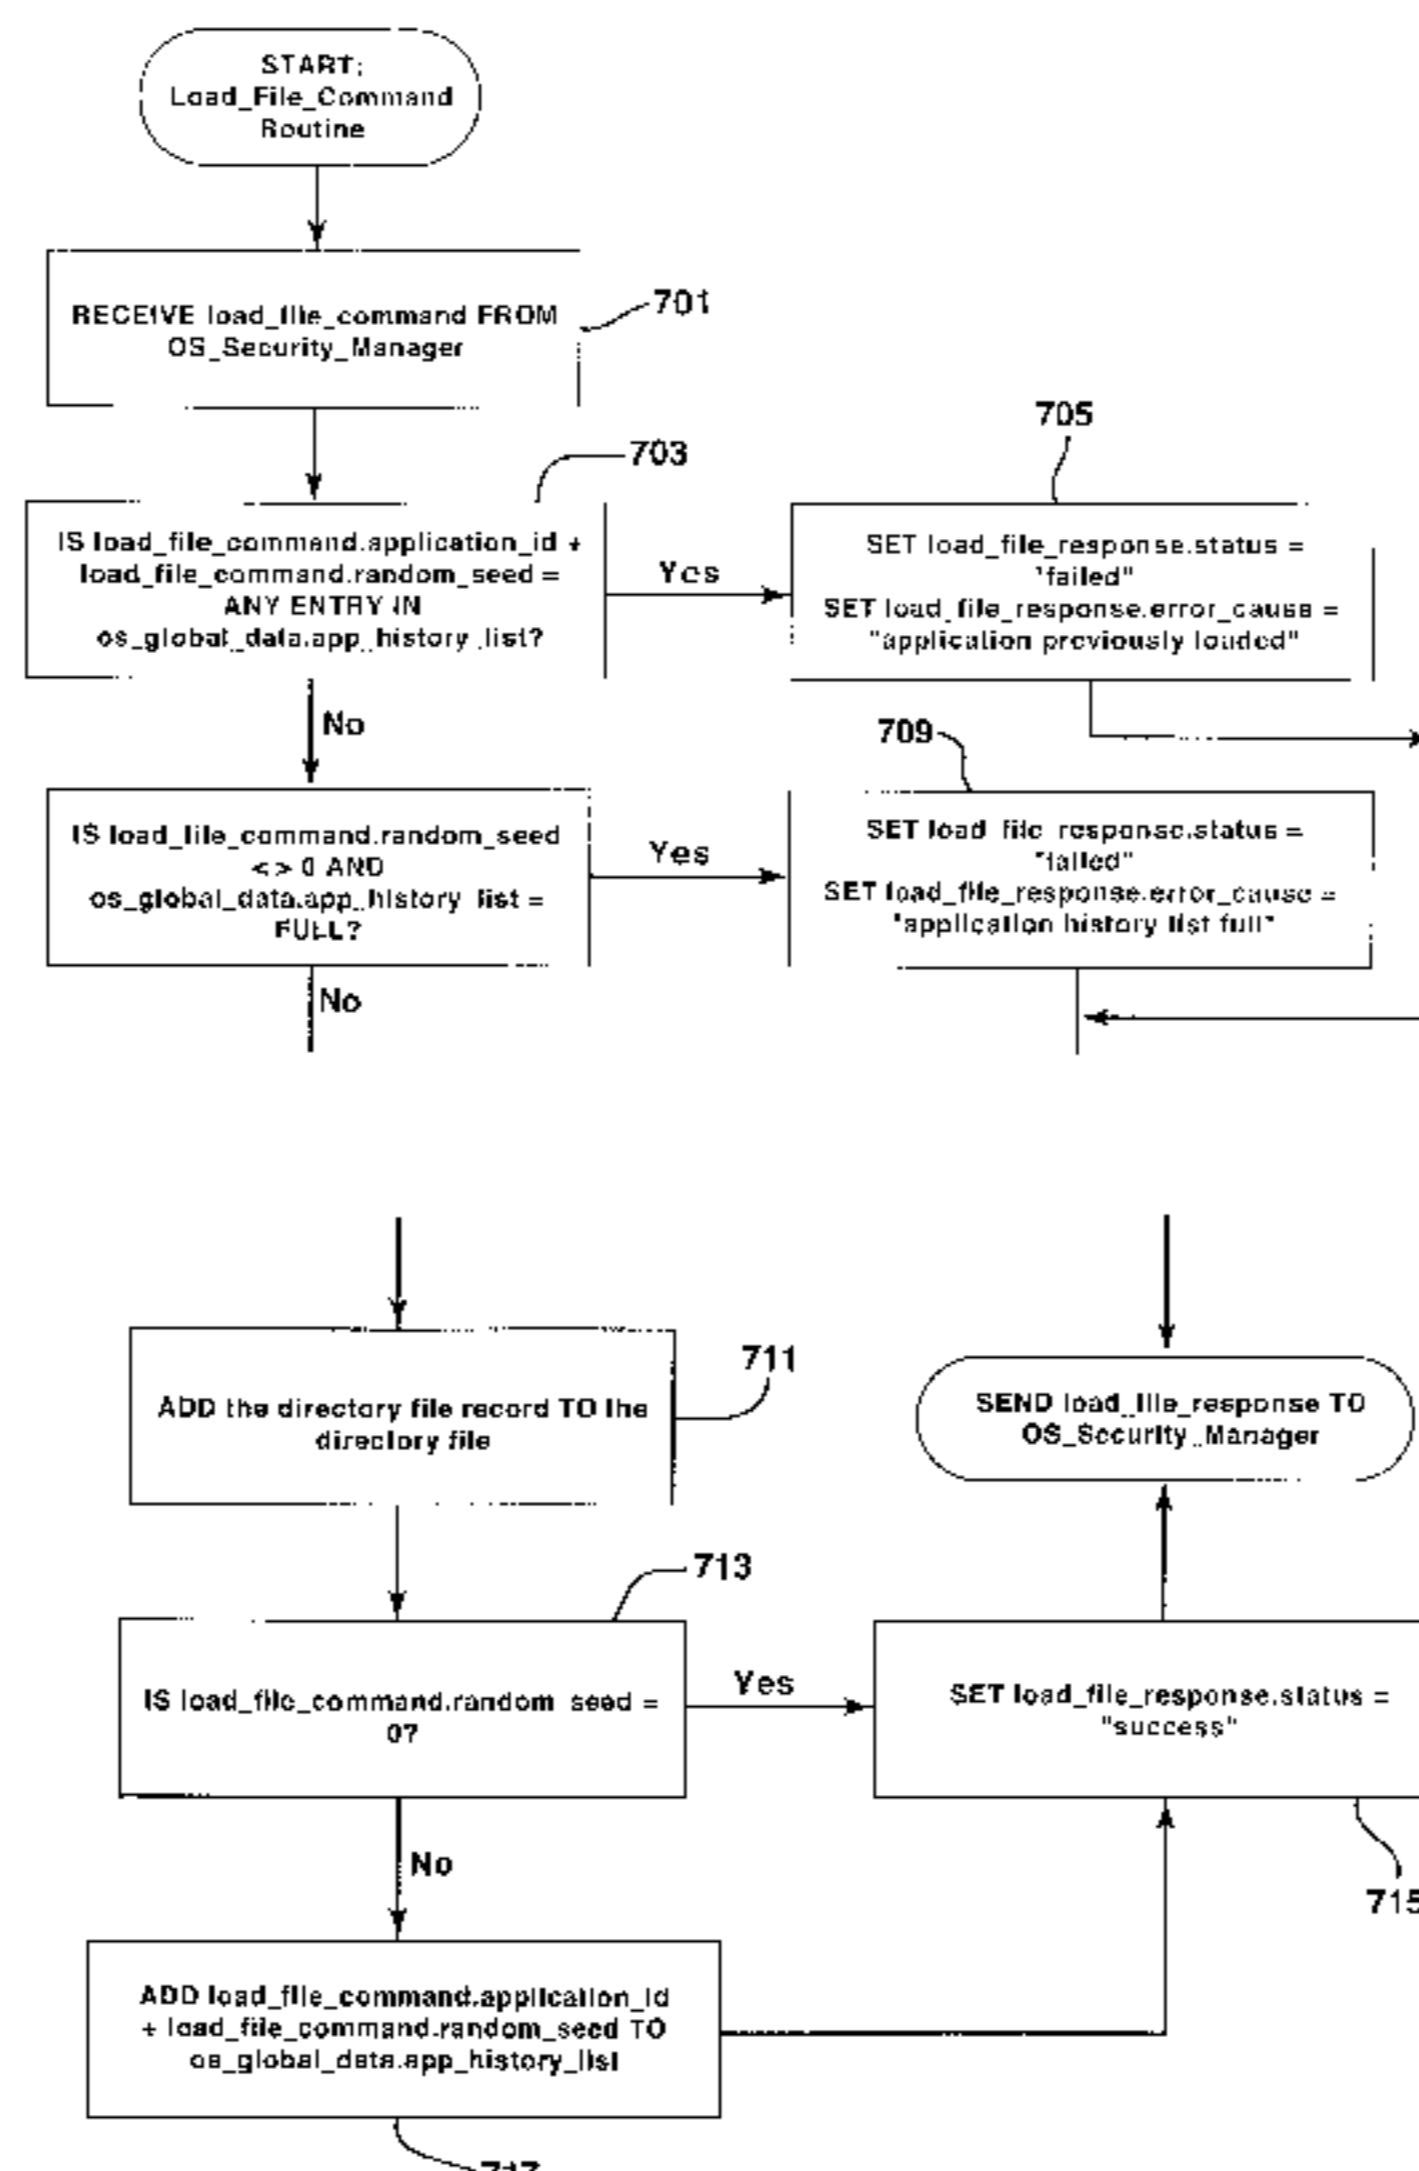 START:
Load_File_Command
Routine
RECEIVE load_file_command FROM
OS_Security_Manager
701
703
IS load_file_command.application_id +
load_file_command.random_seed =
ANY ENTRY IN
os_global_data.app_history_list?
Yes
705
SET load_file_response.status =
"failed"
SET load_file_response.error_cause =
"application previously loaded"
No
709
IS load_file_command.random_seed
<> 0 AND
os_global_data.app_history_list =
FULL?
Yes
SET load_file_response.status =
"failed"
SET load_file_response.error_cause =
"application history list full"
No
711
ADD the directory file record TO the
directory file
SEND load_file_response TO
OS_Security_Manager
713
IS load_file_command.random_seed =
0?
Yes
SET load_file_response.status =
"success"
715
No
ADD load_file_command.application_id
+ load_file_command.random_seed TO
os_global_data.app_history_list
717